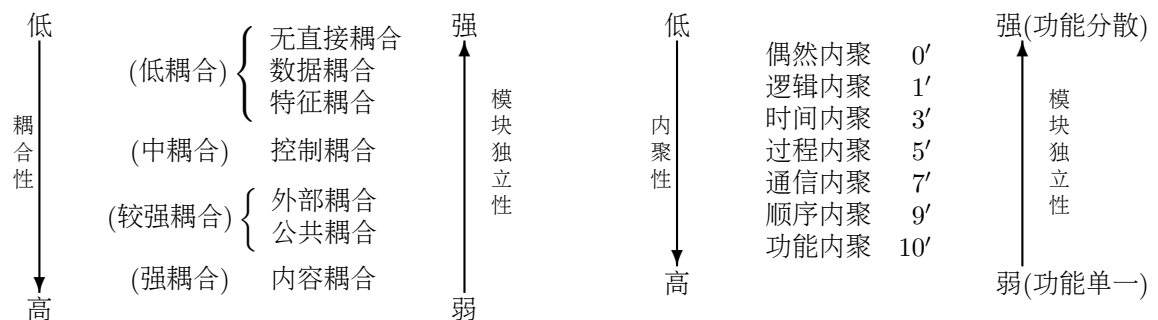 低
耦合性
高
(低耦合)
无直接耦合
数据耦合
特征耦合
(中耦合) 控制耦合
(较强耦合)
外部耦合
公共耦合
(强耦合) 内容耦合
强
模块独立性
弱
低
内聚性
高
偶然内聚 0′
逻辑内聚 1′
时间内聚 3′
过程内聚 5′
通信内聚 7′
顺序内聚 9′
功能内聚 10′
强(功能分散)
模块独立性
弱(功能单一)